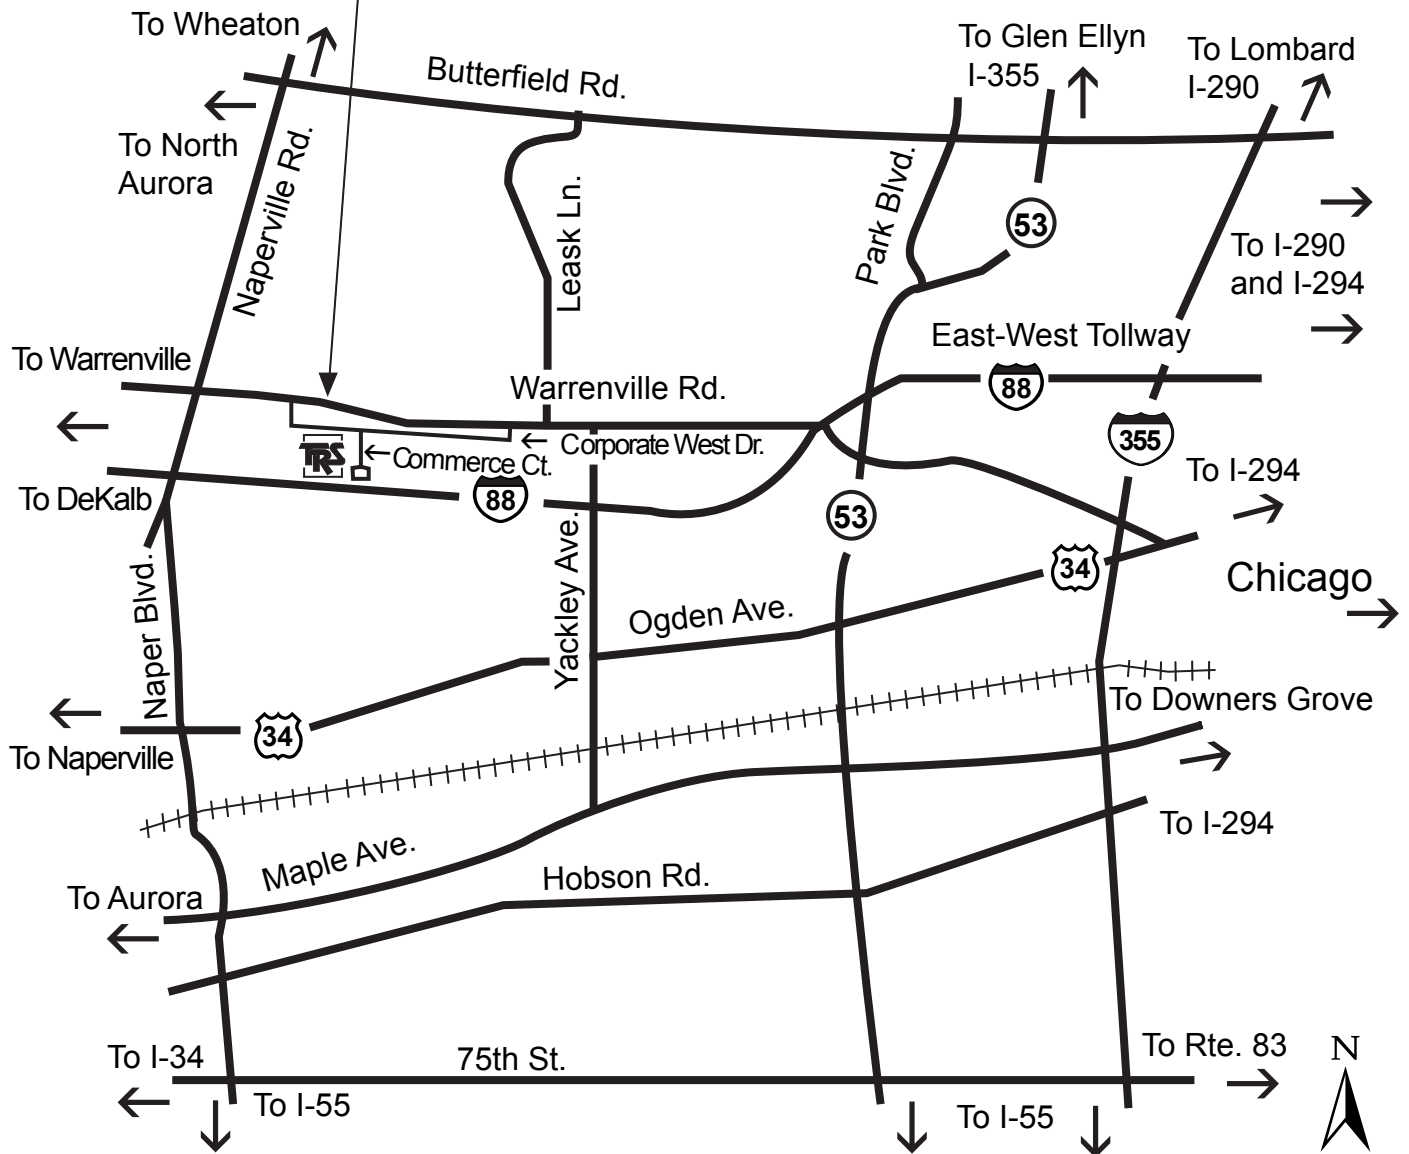 To Wheaton
To Glen Ellyn
I-355
To Lombard
I-290
Butterfield Rd.
To North
Aurora
Naperville Rd.
Leask Ln.
Park Blvd.
53
To I-290
and I-294
East-West Tollway
To Warrenville
Warrenville Rd.
88
355
Corporate West Dr.
TRS
Commerce Ct.
To I-294
To DeKalb
88
53
34
Chicago
Naper Blvd.
Yackley Ave.
Ogden Ave.
To Downers Grove
34
To Naperville
To I-294
Maple Ave.
Hobson Rd.
To Aurora
To I-34
75th St.
To Rte. 83
N
To I-55
To I-55